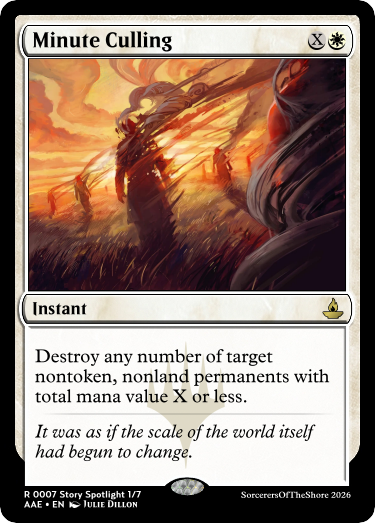 Minute Culling X
Instant
Destroy any number of target
nontoken, nonland permanents with
total mana value X or less.
It was as if the scale of the world itself
had begun to change.
R 0007 Story Spotlight 1/7
AAE • EN Julie Dillon
SorcerersOfTheShore 2026